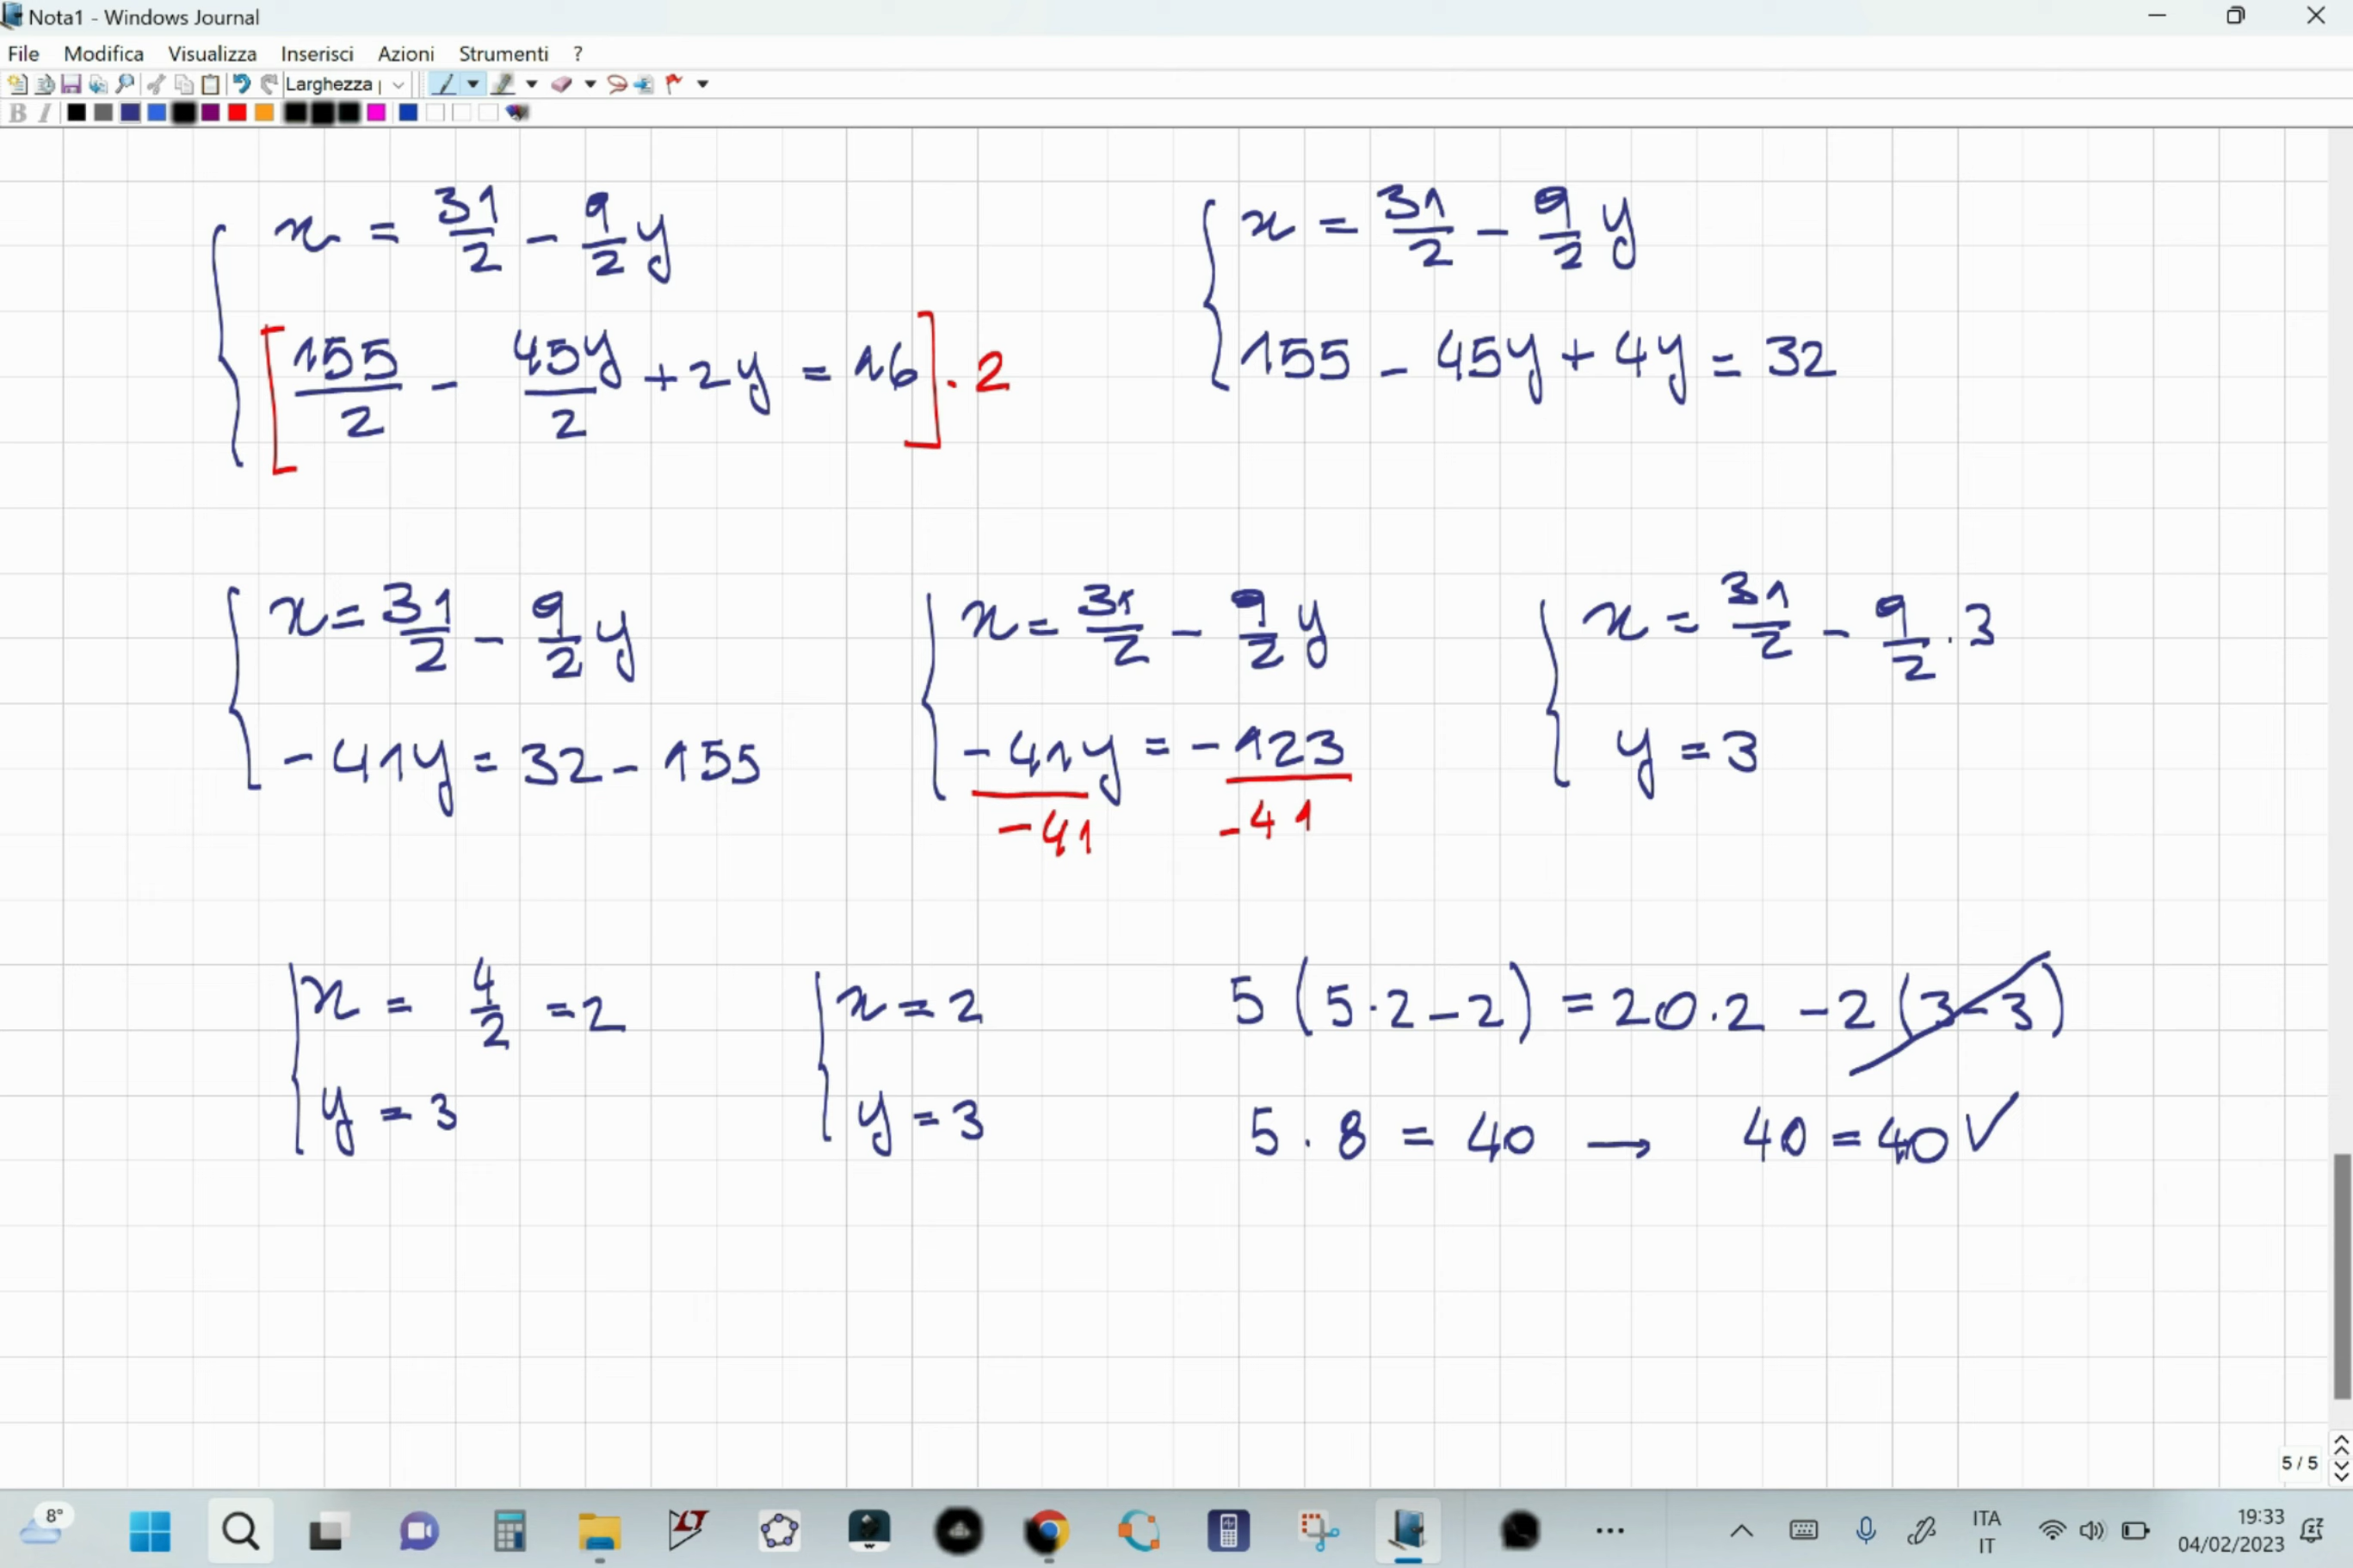 Nota1 - Windows Journal
File Modifica Visualizza Inserisci Azioni Strumenti ?
Larghezza
B I
x = 31/2 - 9/2 y
[155/2 - 45y/2 + 2y = 16] · 2
x = 31/2 - 9/2 y
155 - 45y + 4y = 32
x = 31/2 - 9/2 y
-41y = 32 - 155
x = 31/2 - 9/2 y
-41y = -123
-41 -41
x = 31/2 - 9/2 · 3
y = 3
x = 4/2 = 2
y = 3
x = 2
y = 3
5 (5·2 - 2) = 20·2 - 2 (3-3)
5 · 8 = 40 → 40 = 40 ✓
5 / 5
8°
LT
ITA
IT
19:33
04/02/2023